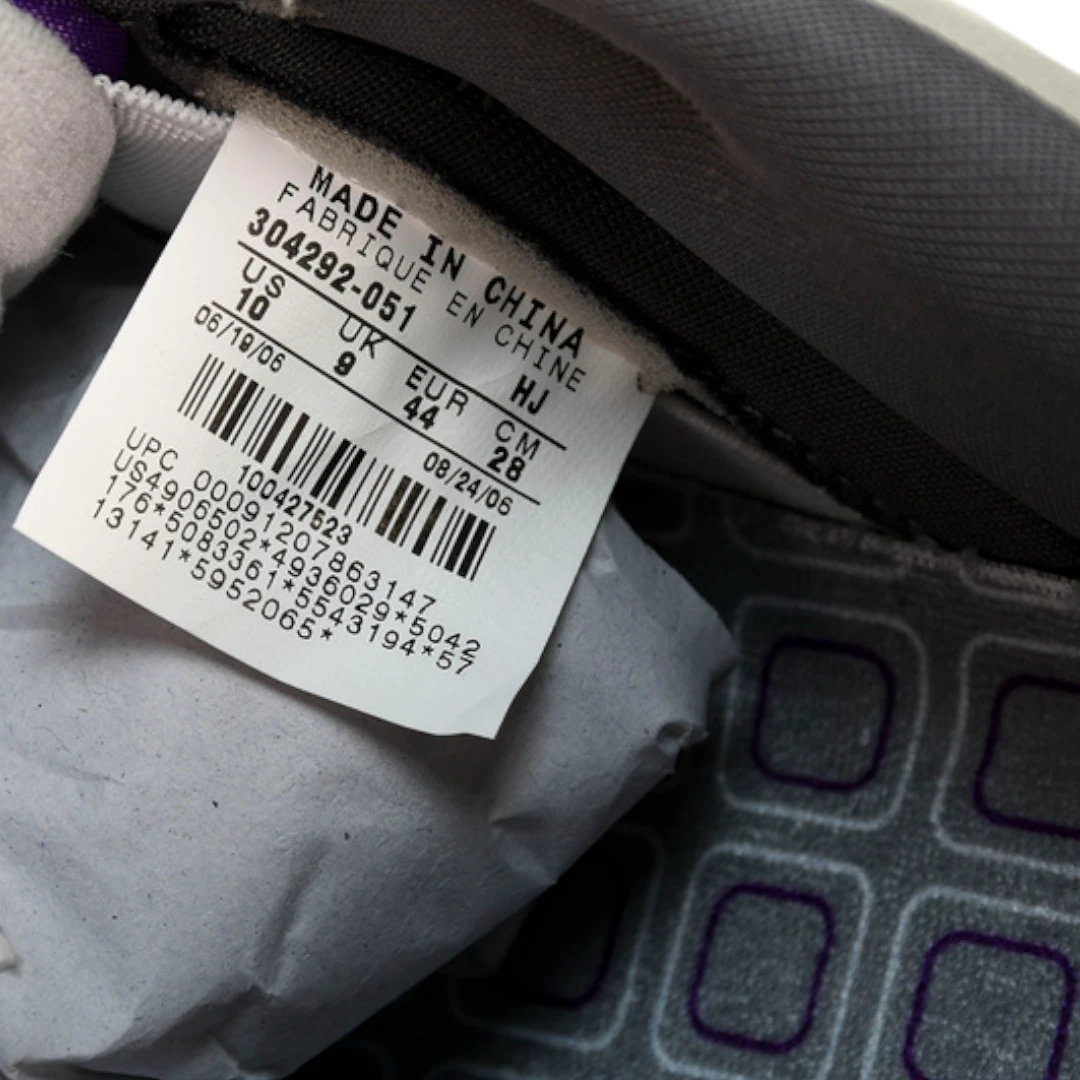 MADE IN CHINA
FABRIQUE EN CHINE
304292-051 HJ
US UK EUR CM
10 9 44 28
06/19/06 08/24/06
100427523
UPC 00091207863147
US4906502*4936029*5042
176*5083361*5543194*57
13141*5952065*